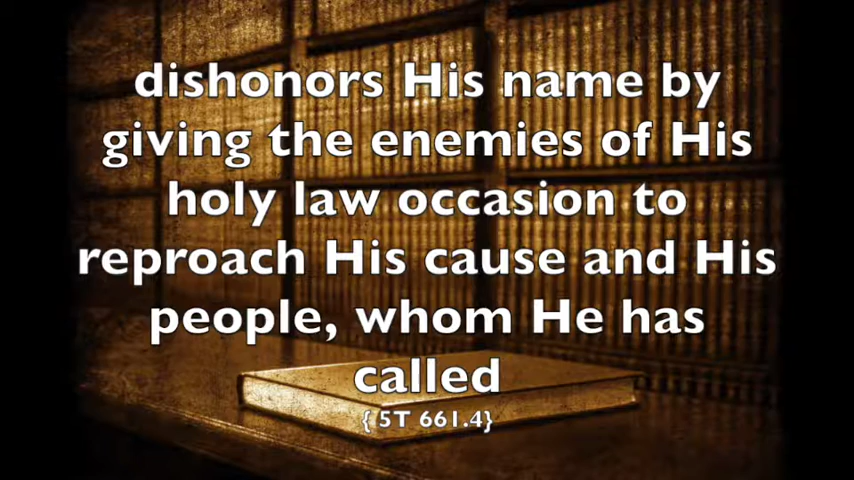 dishonors His name by
giving the enemies of His
holy law occasion to
reproach His cause and His
people, whom He has
called
{ 5T 661.4}